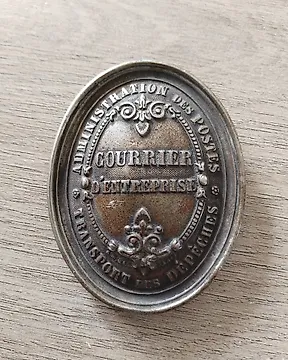 ADMINISTRATION DES POSTES
COURRIER
D'ENTREPRISE
TRANSPORT DES DÉPÊCHES